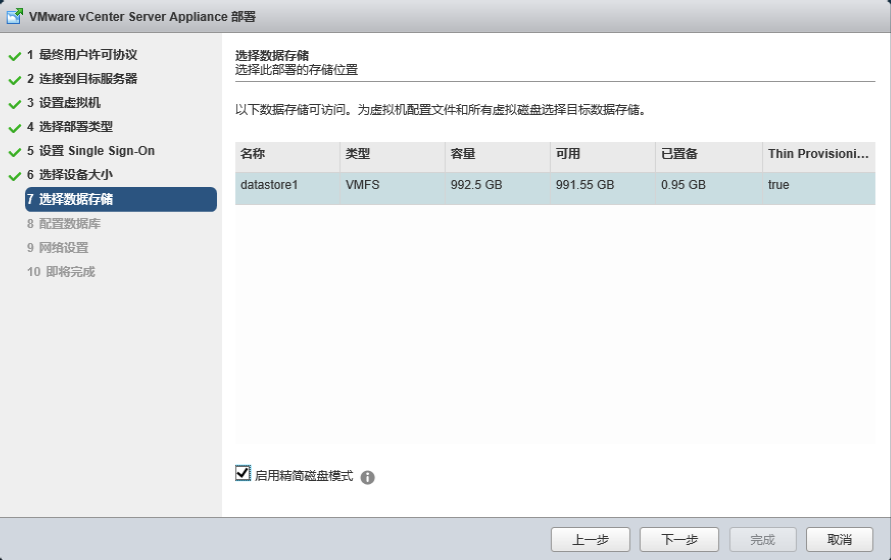 VMware vCenter Server Appliance 部署
1 最终用户许可协议
2 连接到目标服务器
3 设置虚拟机
4 选择部署类型
5 设置 Single Sign-On
6 选择设备大小
7 选择数据存储
8 配置数据库
9 网络设置
10 即将完成
选择数据存储
选择此部署的存储位置
以下数据存储可访问。为虚拟机配置文件和所有虚拟磁盘选择目标数据存储。
名称 类型 容量 可用 已置备 Thin Provisioni...
datastore1 VMFS 992.5 GB 991.55 GB 0.95 GB true
启用精简磁盘模式
上一步 下一步 完成 取消